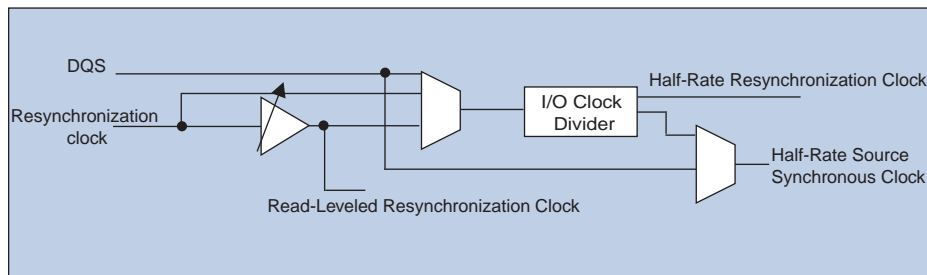 DQS
Half-Rate Resynchronization Clock
Resynchronization
clock
I/O Clock
Divider
Half-Rate Source
Synchronous Clock
Read-Leveled Resynchronization Clock